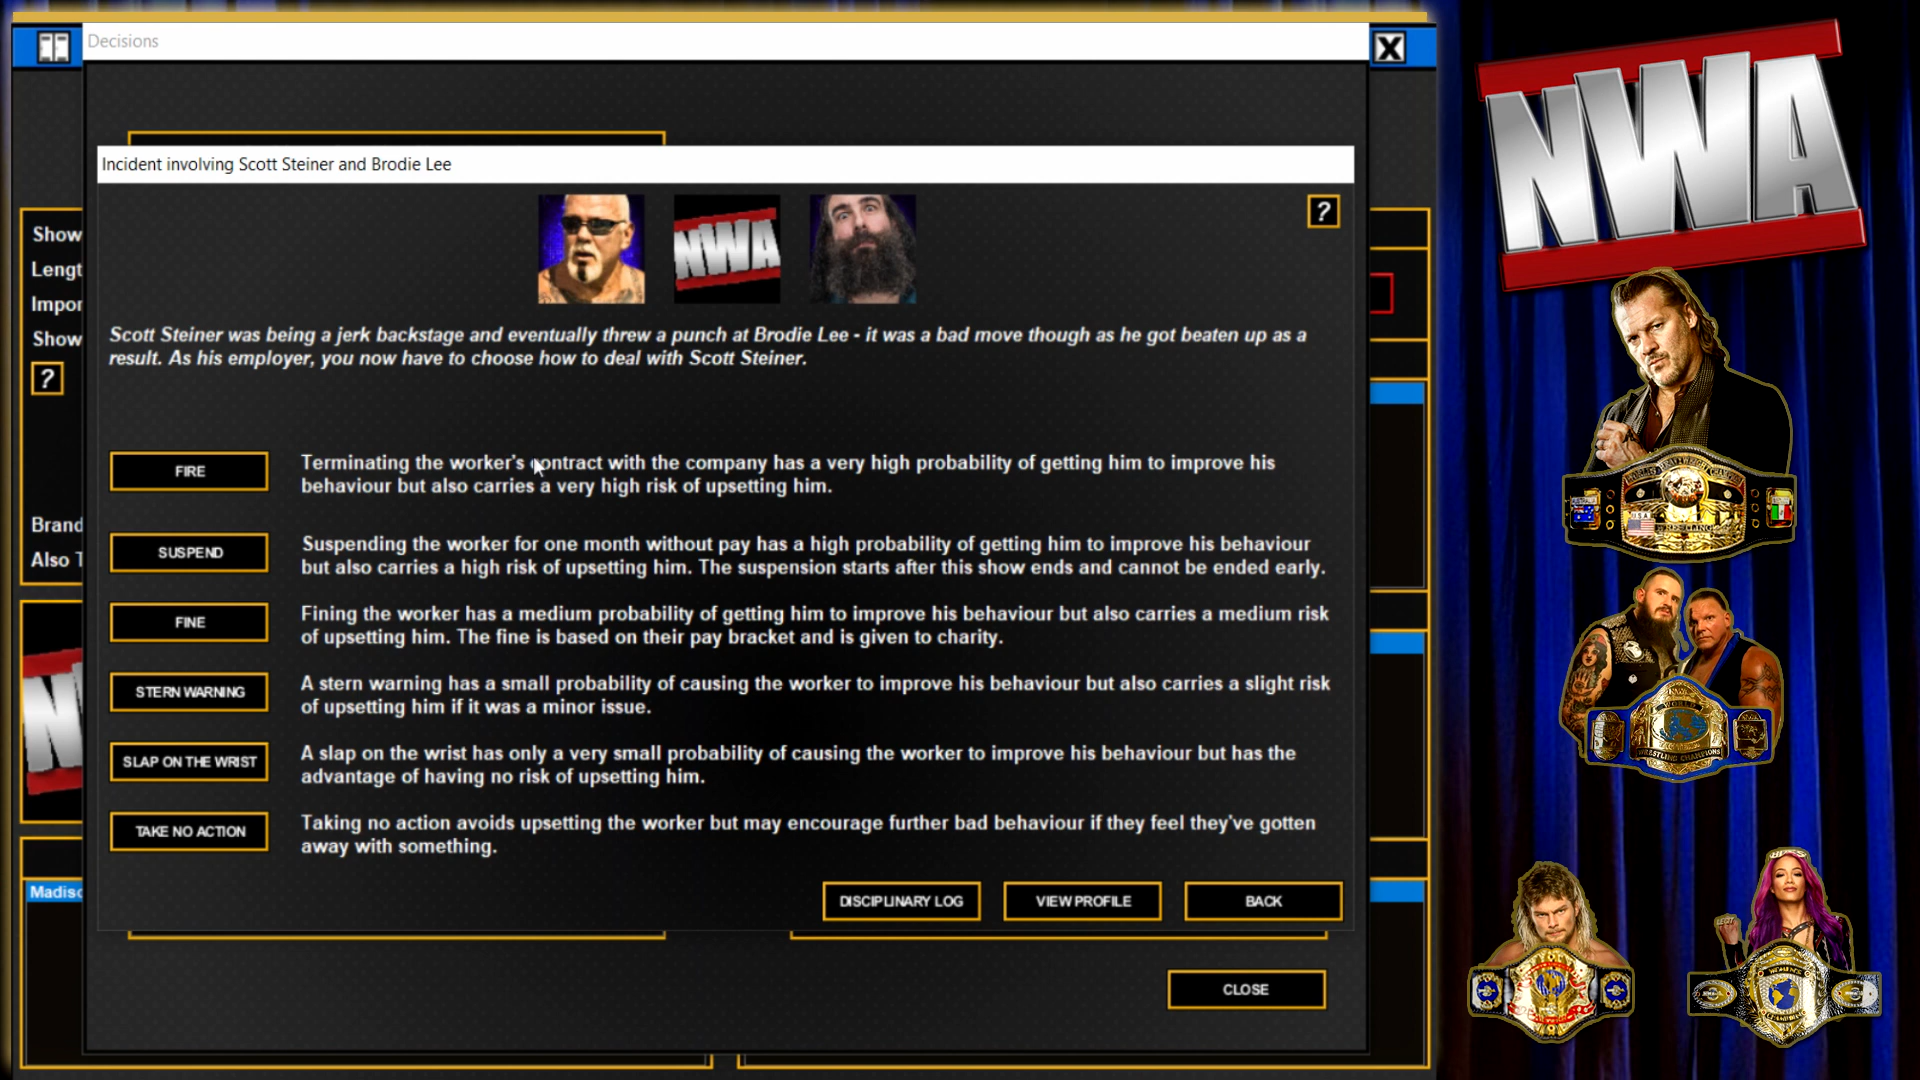 Decisions
X
NWA
Incident involving Scott Steiner and Brodie Lee
NWA
?
Show
Lengt
Impor
Show
?
Scott Steiner was being a jerk backstage and eventually threw a punch at Brodie Lee - it was a bad move though as he got beaten up as a
result. As his employer, you now have to choose how to deal with Scott Steiner.
FIRE
Terminating the worker's contract with the company has a very high probability of getting him to improve his
behaviour but also carries a very high risk of upsetting him.
Brand
Also T
SUSPEND
Suspending the worker for one month without pay has a high probability of getting him to improve his behaviour
but also carries a high risk of upsetting him. The suspension starts after this show ends and cannot be ended early.
FINE
Fining the worker has a medium probability of getting him to improve his behaviour but also carries a medium risk
of upsetting him. The fine is based on their pay bracket and is given to charity.
STERN WARNING
A stern warning has a small probability of causing the worker to improve his behaviour but also carries a slight risk
of upsetting him if it was a minor issue.
SLAP ON THE WRIST
A slap on the wrist has only a very small probability of causing the worker to improve his behaviour but has the
advantage of having no risk of upsetting him.
TAKE NO ACTION
Taking no action avoids upsetting the worker but may encourage further bad behaviour if they feel they've gotten
away with something.
Madisc
DISCIPLINARY LOG
VIEW PROFILE
BACK
CLOSE